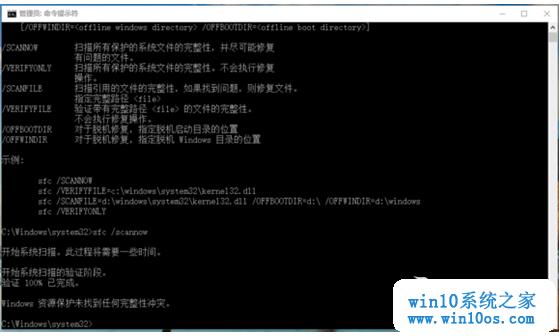 管理员: 命令提示符
[/OFFWINDIR=<offline windows directory> /OFFBOOTDIR=<offline boot directory>]
/SCANNOW 扫描所有保护的系统文件的完整性，并尽可能修复
有问题的文件。
/VERIFYONLY 扫描所有保护的系统文件的完整性，不会执行修复
操作。
/SCANFILE 扫描引用的文件的完整性，如果找到问题，则修复文件。
指定完整路径 <file>
/VERIFYFILE 验证带有完整路径 <file> 的文件的完整性。
不会执行修复操作。
/OFFBOOTDIR 对于脱机修复，指定脱机启动目录的位置
/OFFWINDIR 对于脱机修复，指定脱机 Windows 目录的位置
示例:
sfc /SCANNOW
sfc /VERIFYFILE=c:\windows\system32\kernel32.dll
sfc /SCANFILE=d:\windows\system32\kernel32.dll /OFFBOOTDIR=d:\ /OFFWINDIR=d:\windows
sfc /VERIFYONLY
C:\Windows\system32>sfc /scannow
开始系统扫描。此过程将需要一些时间。
开始系统扫描的验证阶段。
验证 100% 已完成。
Windows 资源保护未找到任何完整性冲突。
C:\Windows\system32>
win10系统之家
www.win10os.com